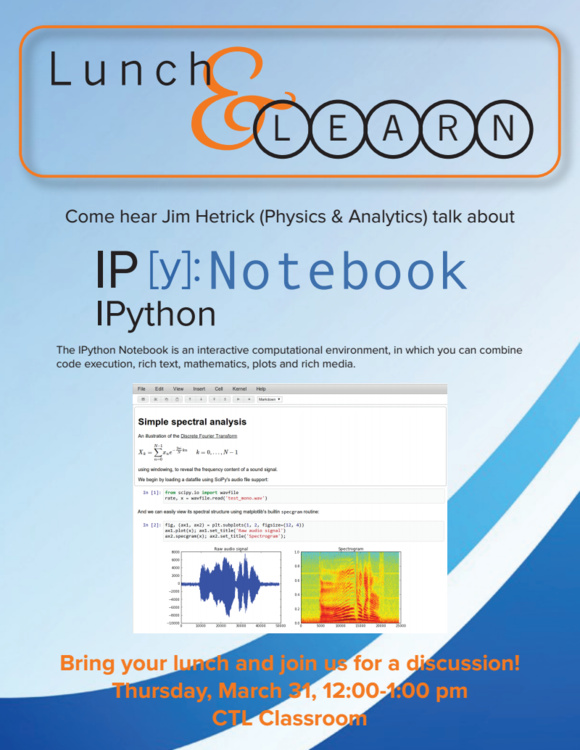 Lunch
&
LEARN
Come hear Jim Hetrick (Physics & Analytics) talk about
IP[y]: Notebook
IPython
The IPython Notebook is an interactive computational environment, in which you can combine
code execution, rich text, mathematics, plots and rich media.
File Edit View Insert Cell Kernel Help
Markdown
Simple spectral analysis
An illustration of the Discrete Fourier Transform
using windowing, to reveal the frequency content of a sound signal.
We begin by loading a datafile using SciPy's audio file support:
In [1]: from scipy.io import wavfile
rate, x = wavfile.read('test_mono.wav')
And we can easily view its spectral structure using matplotlib's builtin specgram routine:
In [2]: fig, (ax1, ax2) = plt.subplots(1, 2, figsize=(12, 4))
ax1.plot(x); ax1.set_title('Raw audio signal')
ax2.specgram(x); ax2.set_title('Spectrogram');
Raw audio signal
Spectrogram
Bring your lunch and join us for a discussion!
Thursday, March 31, 12:00-1:00 pm
CTL Classroom